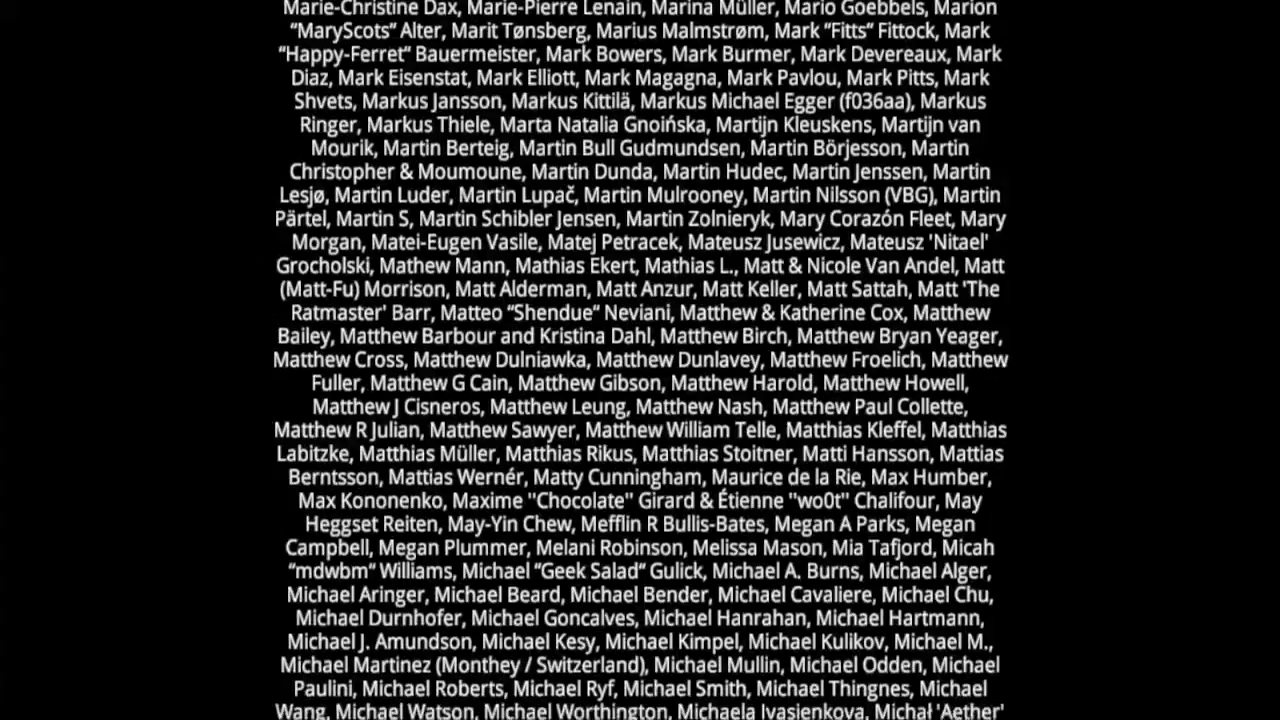 Marie-Christine Dax, Marie-Pierre Lenain, Marina Müller, Mario Goebbels, Marion
“MaryScots“ Alter, Marit Tønsberg, Marius Malmstrøm, Mark “Fitts“ Fittock, Mark
“Happy-Ferret“ Bauermeister, Mark Bowers, Mark Burmer, Mark Devereaux, Mark
Diaz, Mark Eisenstat, Mark Elliott, Mark Magagna, Mark Pavlou, Mark Pitts, Mark
Shvets, Markus Jansson, Markus Kittilä, Markus Michael Egger (f036aa), Markus
Ringer, Markus Thiele, Marta Natalia Gnoińska, Martijn Kleuskens, Martijn van
Mourik, Martin Berteig, Martin Bull Gudmundsen, Martin Börjesson, Martin
Christopher & Moumoune, Martin Dunda, Martin Hudec, Martin Jenssen, Martin
Lesjø, Martin Luder, Martin Lupač, Martin Mulrooney, Martin Nilsson (VBG), Martin
Pärtel, Martin S, Martin Schibler Jensen, Martin Zolnieryk, Mary Corazón Fleet, Mary
Morgan, Matei-Eugen Vasile, Matej Petracek, Mateusz Jusewicz, Mateusz 'Nitael'
Grocholski, Mathew Mann, Mathias Ekert, Mathias L., Matt & Nicole Van Andel, Matt
(Matt-Fu) Morrison, Matt Alderman, Matt Anzur, Matt Keller, Matt Sattah, Matt 'The
Ratmaster' Barr, Matteo “Shendue“ Neviani, Matthew & Katherine Cox, Matthew
Bailey, Matthew Barbour and Kristina Dahl, Matthew Birch, Matthew Bryan Yeager,
Matthew Cross, Matthew Dulniawka, Matthew Dunlavey, Matthew Froelich, Matthew
Fuller, Matthew G Cain, Matthew Gibson, Matthew Harold, Matthew Howell,
Matthew J Cisneros, Matthew Leung, Matthew Nash, Matthew Paul Collette,
Matthew R Julian, Matthew Sawyer, Matthew William Telle, Matthias Kleffel, Matthias
Labitzke, Matthias Müller, Matthias Rikus, Matthias Stoitner, Matti Hansson, Mattias
Berntsson, Mattias Wernér, Matty Cunningham, Maurice de la Rie, Max Humber,
Max Kononenko, Maxime "Chocolate" Girard & Étienne "wo0t" Chalifour, May
Heggset Reiten, May-Yin Chew, Mefflin R Bullis-Bates, Megan A Parks, Megan
Campbell, Megan Plummer, Melani Robinson, Melissa Mason, Mia Tafjord, Micah
“mdwbm“ Williams, Michael “Geek Salad“ Gulick, Michael A. Burns, Michael Alger,
Michael Aringer, Michael Beard, Michael Bender, Michael Cavaliere, Michael Chu,
Michael Durnhofer, Michael Goncalves, Michael Hanrahan, Michael Hartmann,
Michael J. Amundson, Michael Kesy, Michael Kimpel, Michael Kulikov, Michael M.,
Michael Martinez (Monthey / Switzerland), Michael Mullin, Michael Odden, Michael
Paulini, Michael Roberts, Michael Ryf, Michael Smith, Michael Thingnes, Michael
Wang, Michael Watson, Michael Worthington, Michaela Ivasienkova, Michał 'Aether'